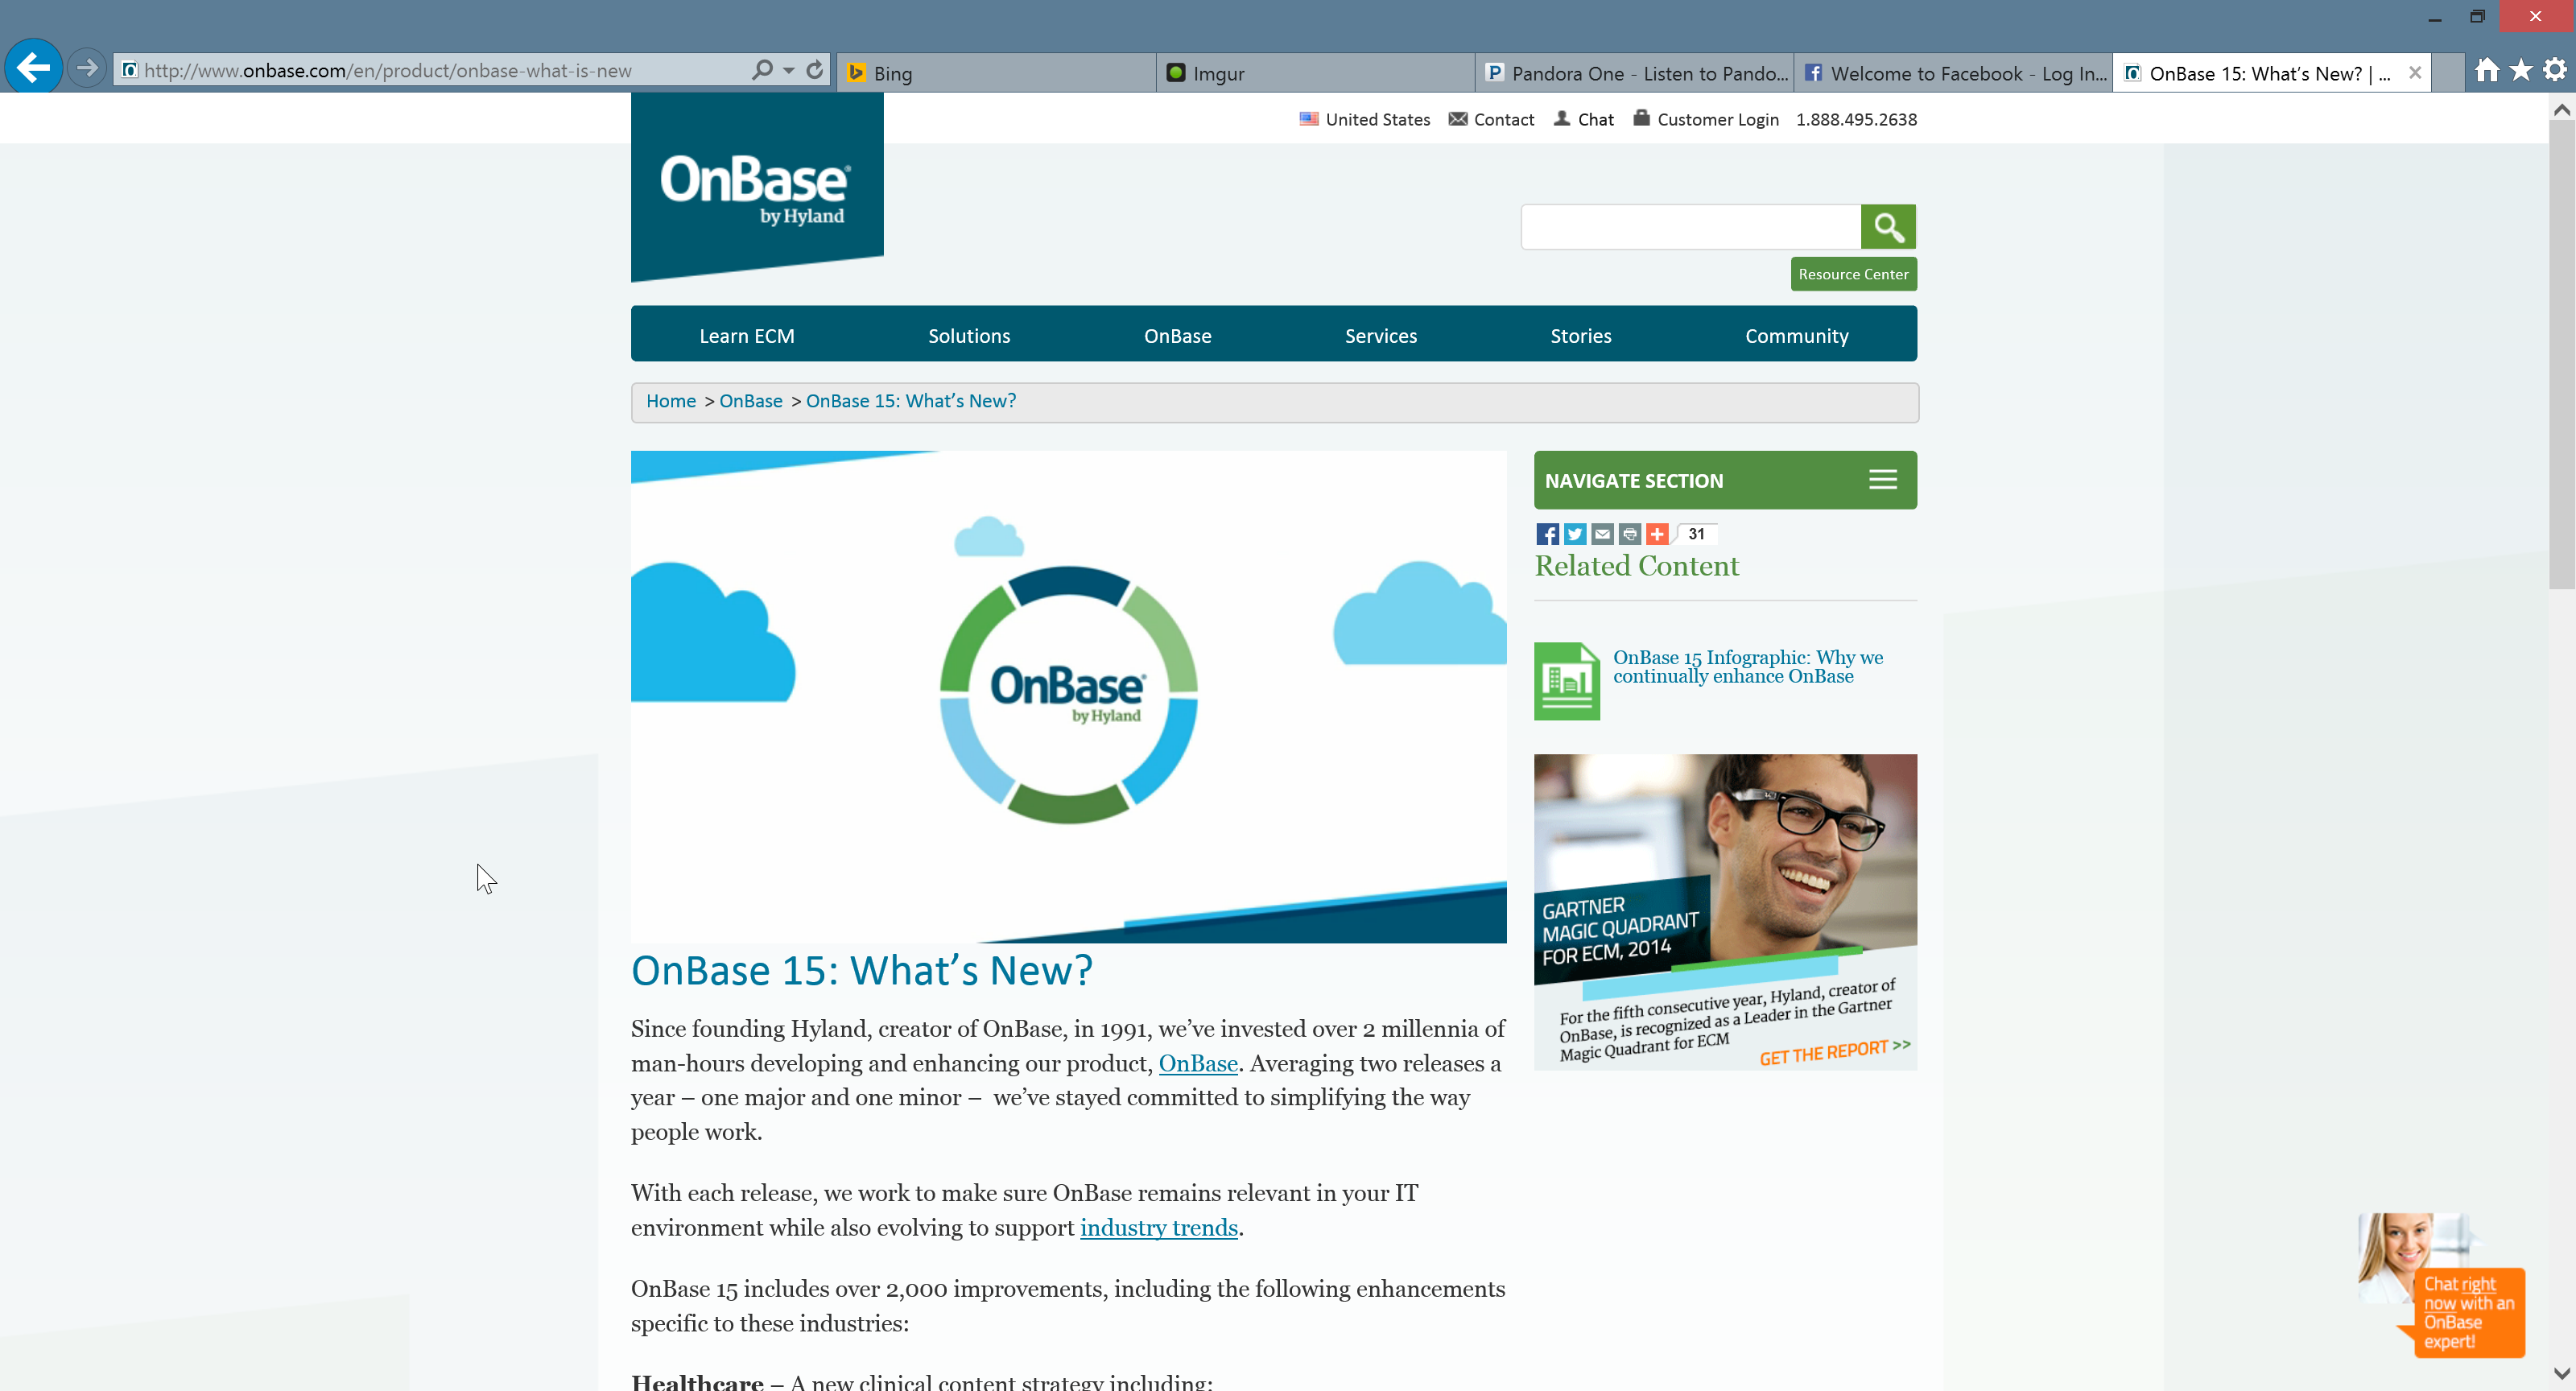 http://www.onbase.com/en/product/onbase-what-is-new
Bing
Imgur
Pandora One - Listen to Pando...
Welcome to Facebook - Log In...
OnBase 15: What's New? | ...
United States
Contact
Chat
Customer Login
1.888.495.2638
OnBase®
by Hyland
Resource Center
Learn ECM
Solutions
OnBase
Services
Stories
Community
Home > OnBase > OnBase 15: What's New?
NAVIGATE SECTION
31
Related Content
OnBase®
by Hyland
OnBase 15 Infographic: Why we
continually enhance OnBase
GARTNER
MAGIC QUADRANT
FOR ECM, 2014
For the fifth consecutive year, Hyland, creator of
OnBase, is recognized as a Leader in the Gartner
Magic Quadrant for ECM
GET THE REPORT >>
OnBase 15: What's New?
Since founding Hyland, creator of OnBase, in 1991, we've invested over 2 millennia of
man-hours developing and enhancing our product, OnBase. Averaging two releases a
year – one major and one minor –  we've stayed committed to simplifying the way
people work.
With each release, we work to make sure OnBase remains relevant in your IT
environment while also evolving to support industry trends.
OnBase 15 includes over 2,000 improvements, including the following enhancements
specific to these industries:
Healthcare – A new clinical content strategy including:
Chat right
now with an
OnBase
expert!